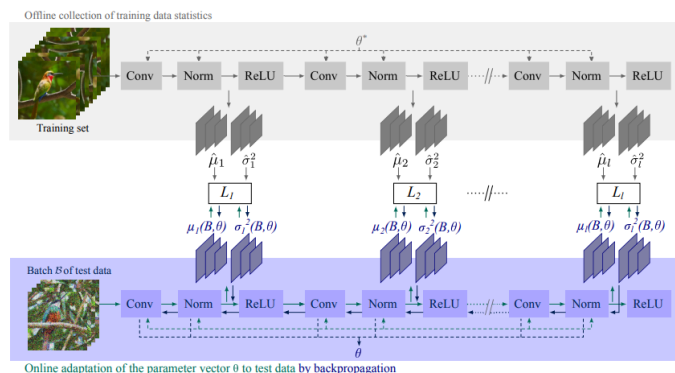 Offline collection of training data statistics
θ*
Conv Norm ReLU Conv Norm ReLU Conv Norm ReLU
Training set
μ̂₁ σ̂₁² μ̂₂ σ̂₂² μ̂ₗ σ̂ₗ²
L₁ L₂ Lₗ
μ₁(B,θ) σ₁²(B,θ) μ₂(B,θ) σ₂²(B,θ) μₗ(B,θ) σₗ²(B,θ)
Batch ℬ of test data
Conv Norm ReLU Conv Norm ReLU Conv Norm ReLU
θ
Online adaptation of the parameter vector θ to test data by backpropagation